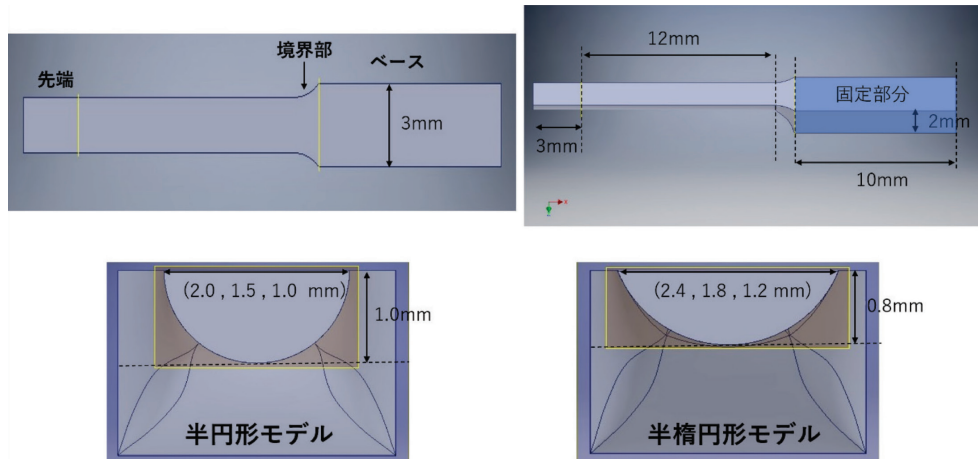 境界部
ベース
先端
3mm
12mm
固定部分
2mm
3mm
10mm
(2.0 , 1.5 , 1.0 mm)
1.0mm
半円形モデル
(2.4 , 1.8 , 1.2 mm)
0.8mm
半楕円形モデル